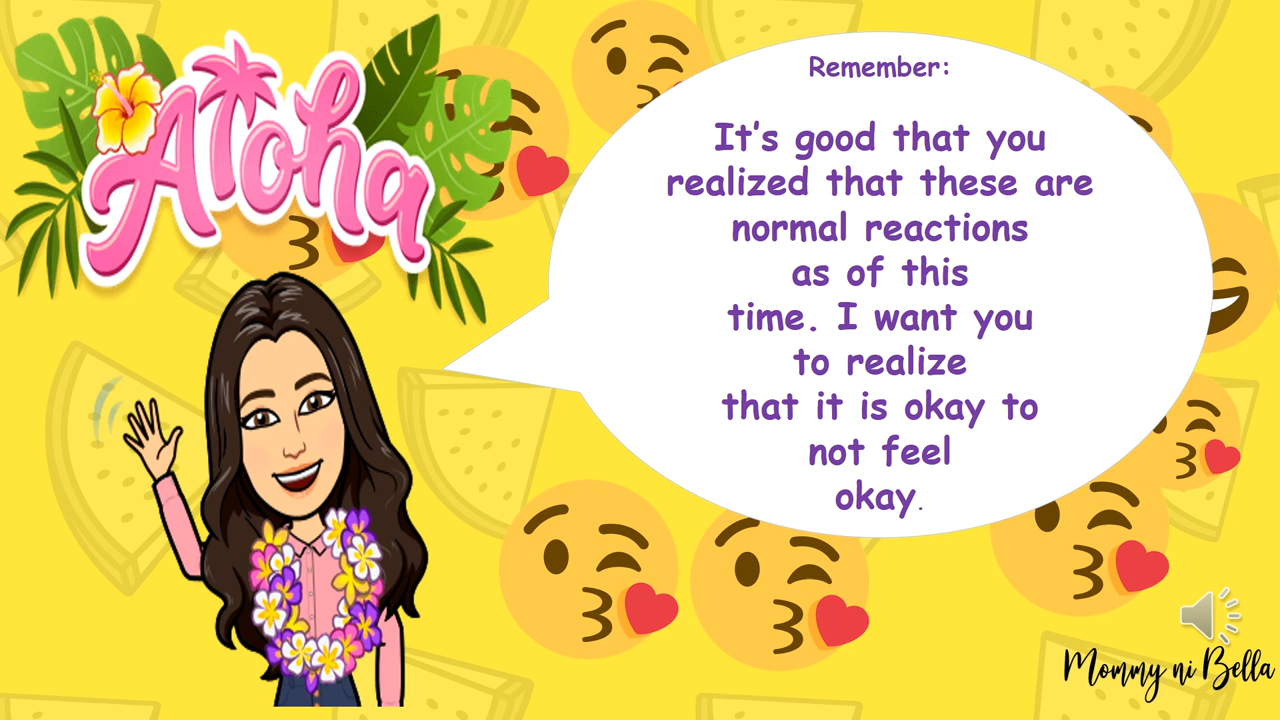 Aloha
Remember:
It's good that you
realized that these are
normal reactions
as of this
time. I want you
to realize
that it is okay to
not feel
okay.
Mommy ni Bella